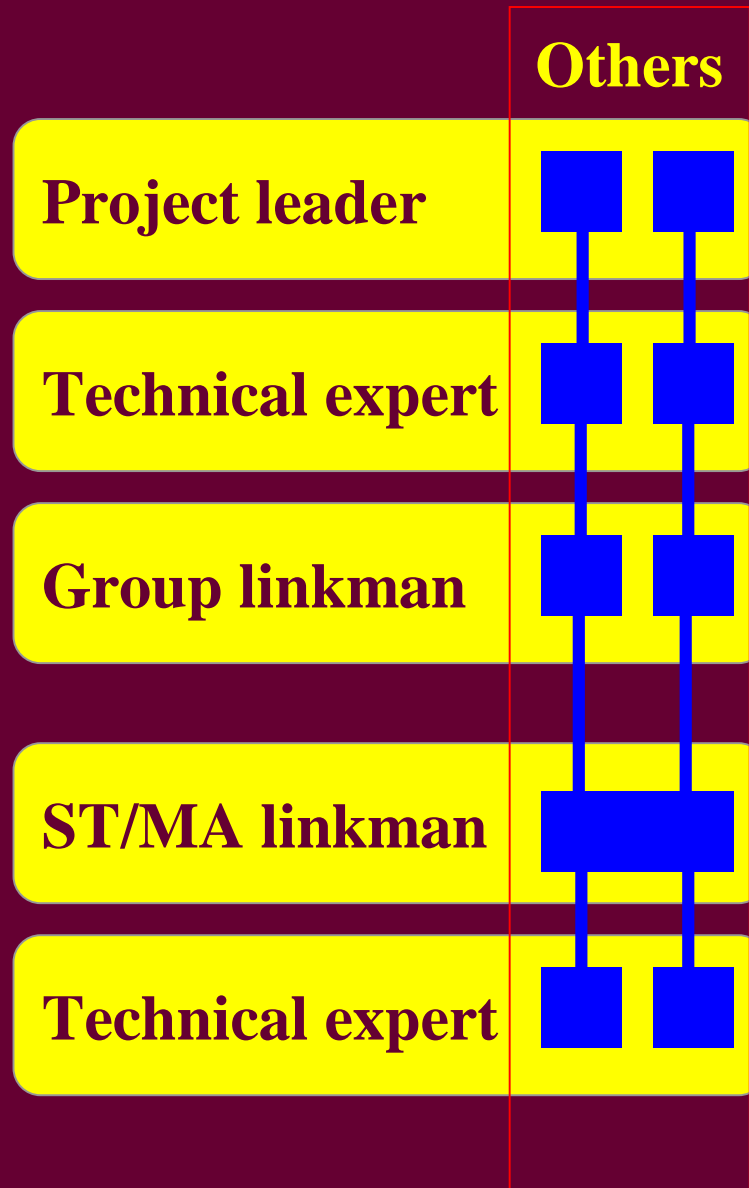 Others
Project leader
Technical expert
Group linkman
ST/MA linkman
Technical expert